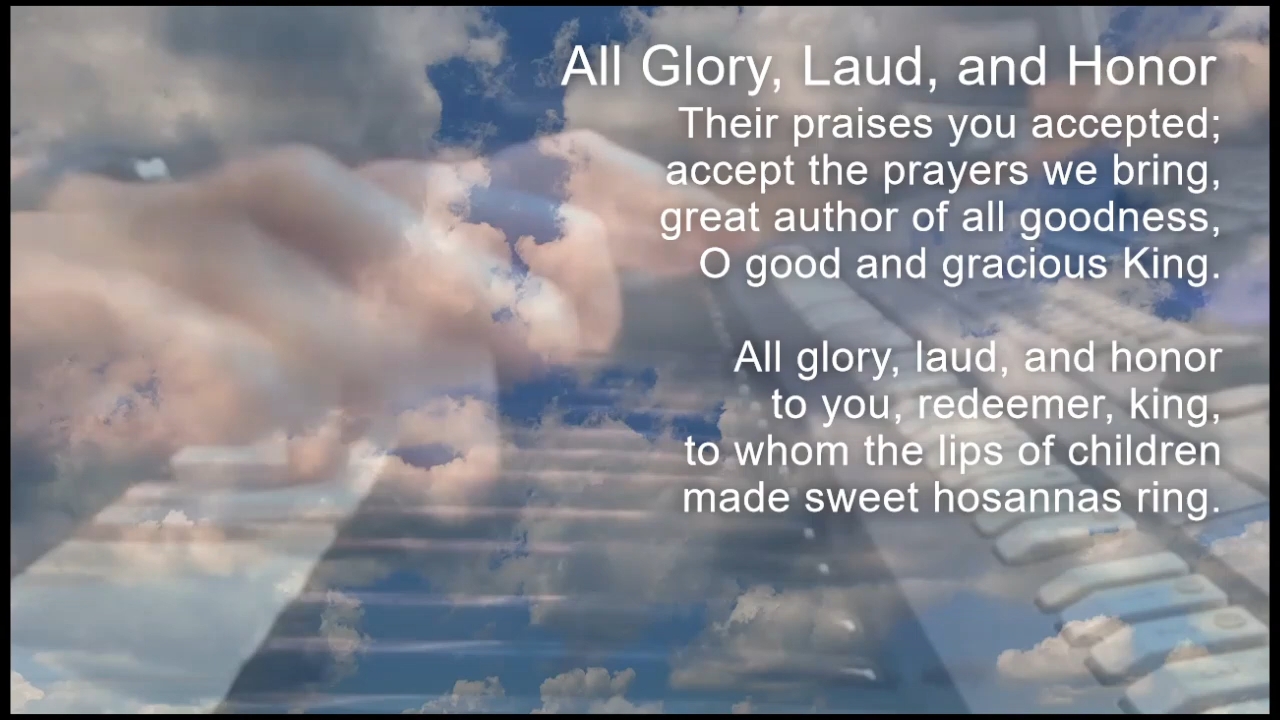 All Glory, Laud, and Honor
Their praises you accepted;
accept the prayers we bring,
great author of all goodness,
O good and gracious King.
All glory, laud, and honor
to you, redeemer, king,
to whom the lips of children
made sweet hosannas ring.